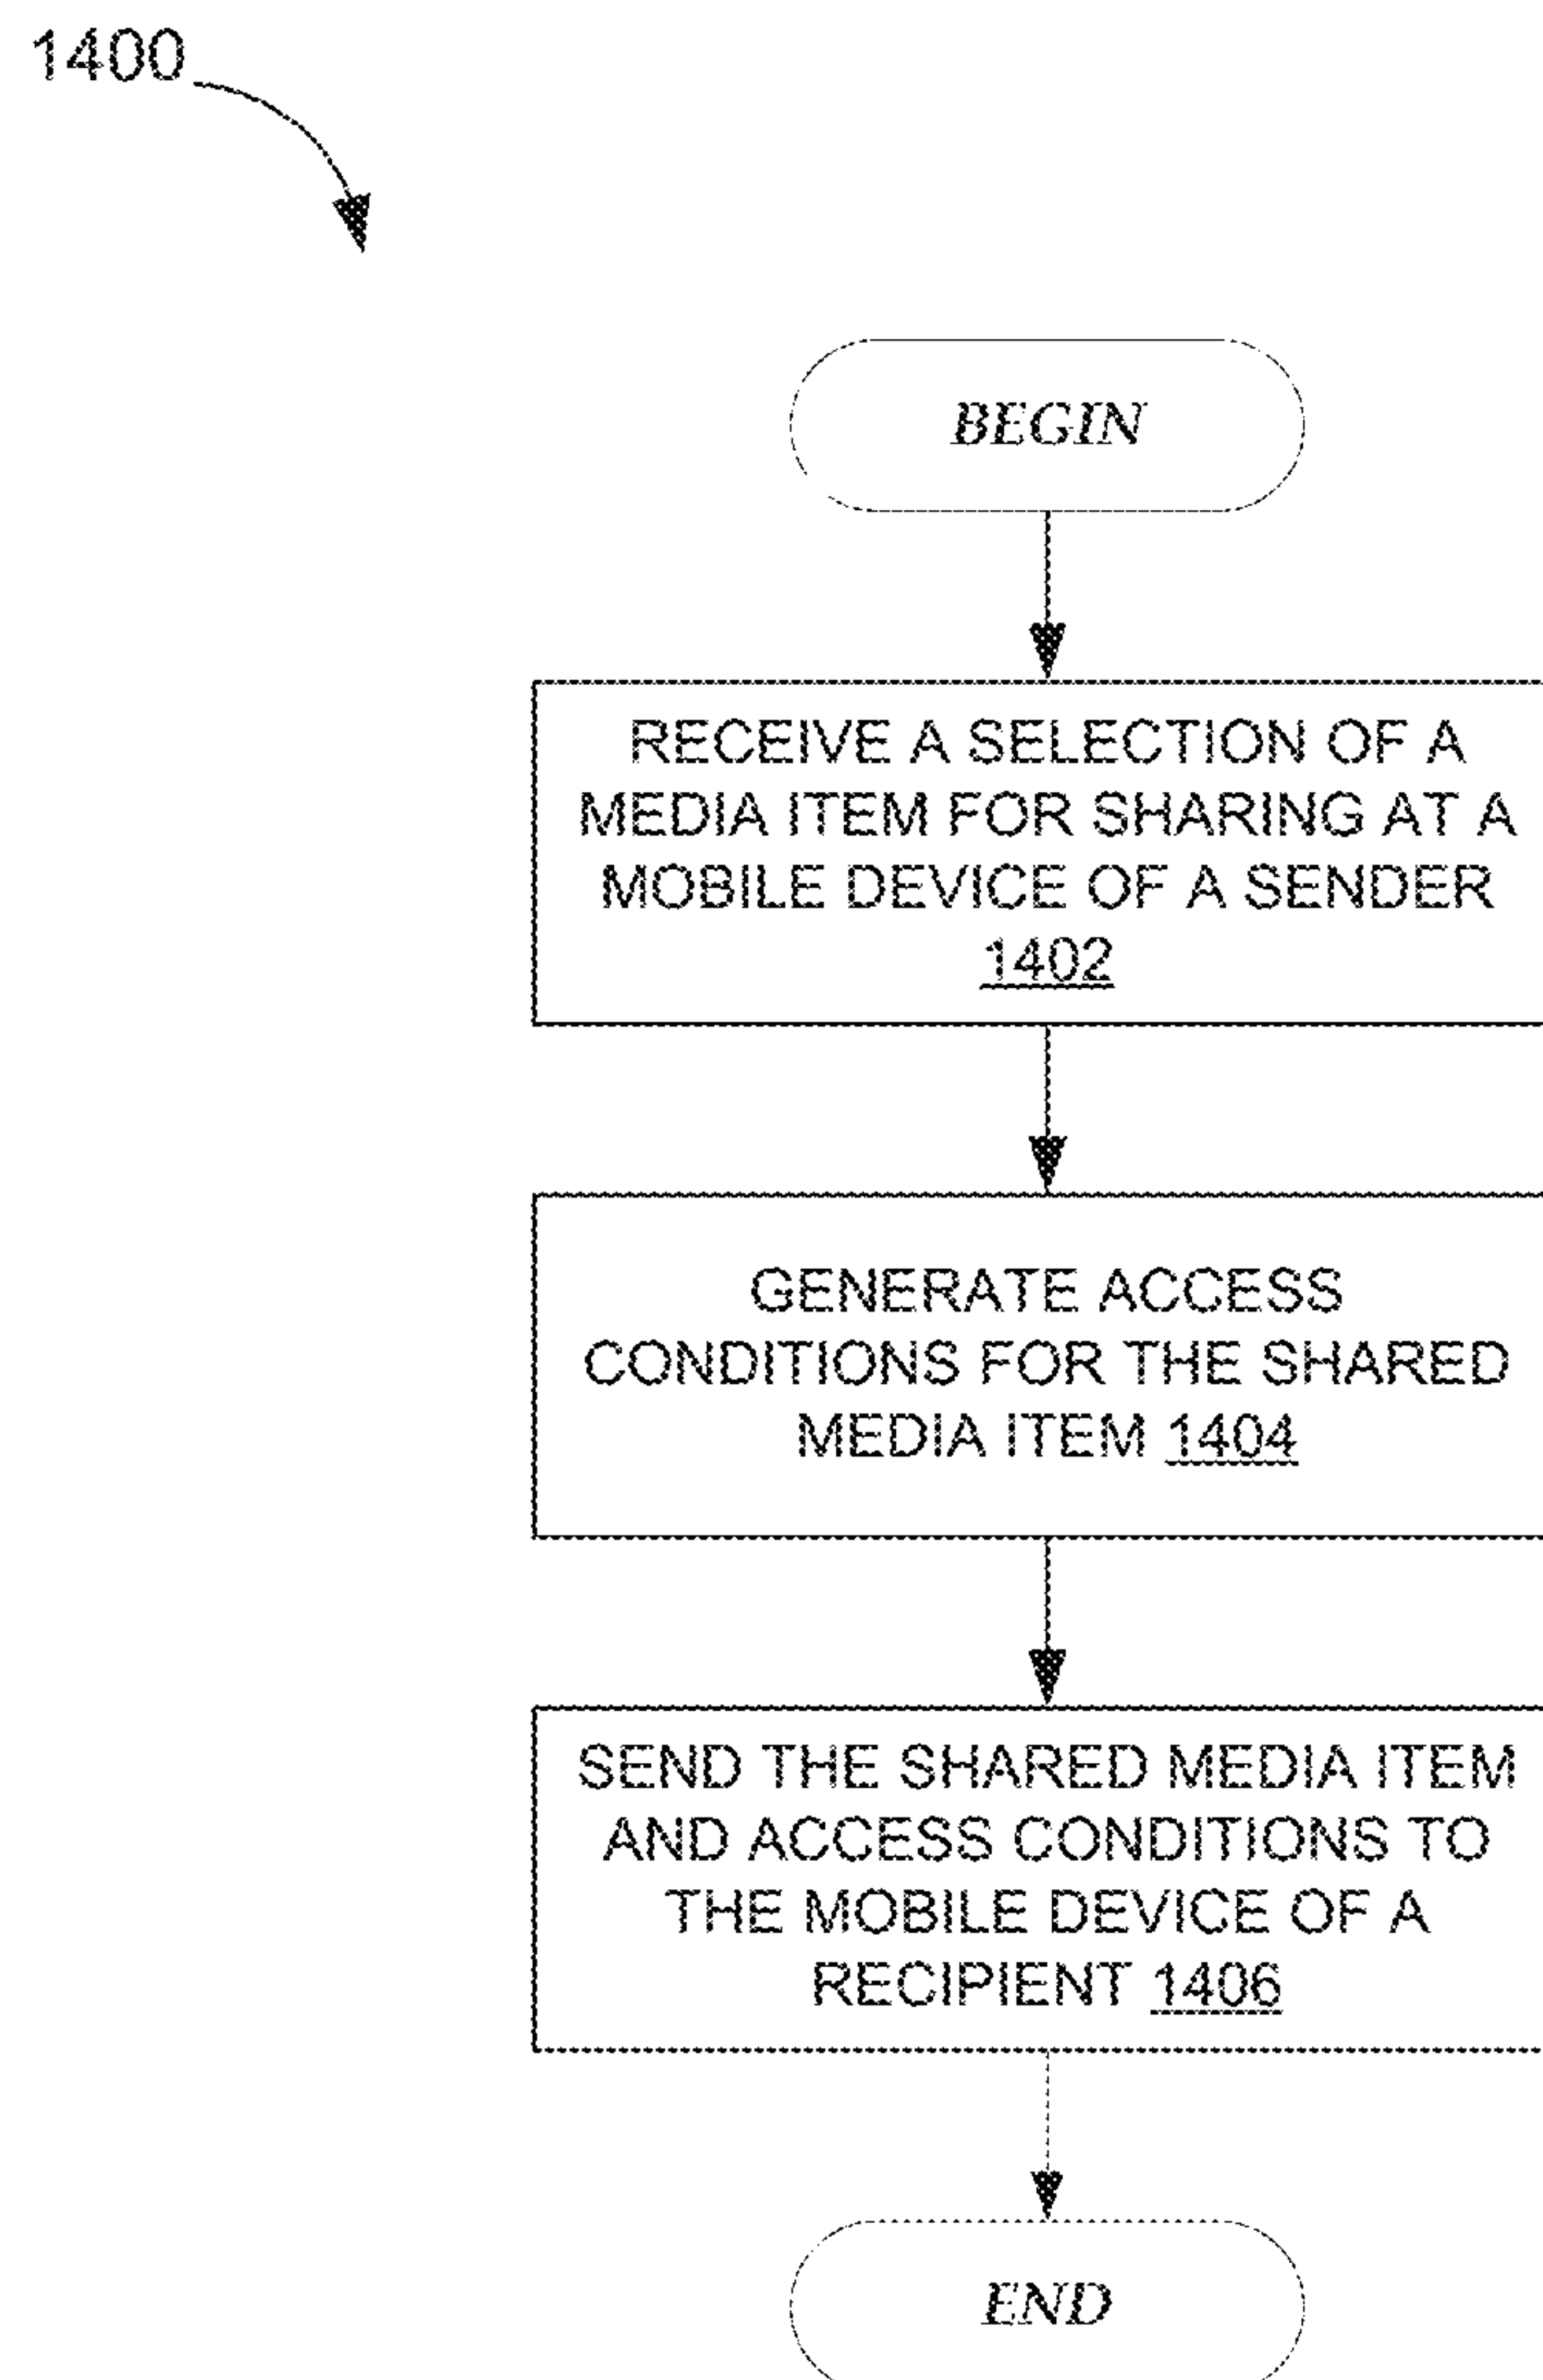 1400
BEGIN
RECEIVE A SELECTION OF A
MEDIA ITEM FOR SHARING AT A
MOBILE DEVICE OF A SENDER
1402
GENERATE ACCESS
CONDITIONS FOR THE SHARED
MEDIA ITEM 1404
SEND THE SHARED MEDIA ITEM
AND ACCESS CONDITIONS TO
THE MOBILE DEVICE OF A
RECIPIENT 1406
END